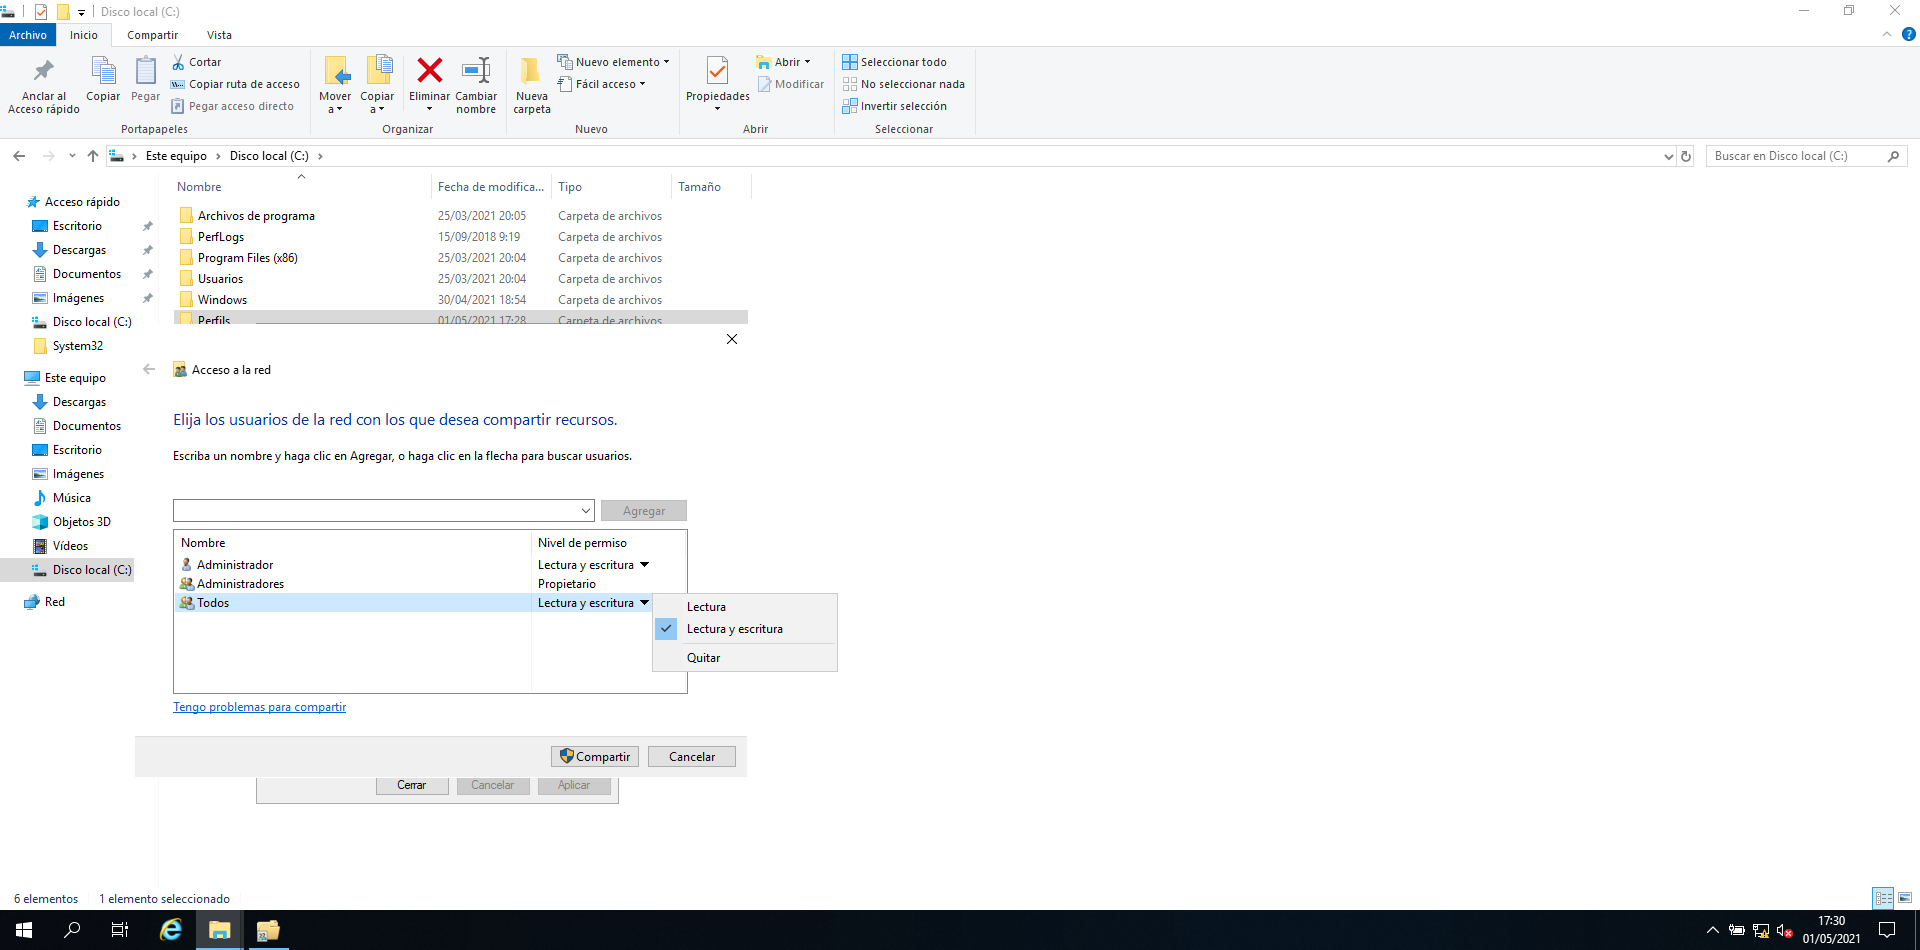 Disco local (C:)
Archivo Inicio Compartir Vista
Anclar al Acceso rápido
Copiar
Pegar
Cortar
Copiar ruta de acceso
Pegar acceso directo
Portapapeles
Mover a
Copiar a
Eliminar
Cambiar nombre
Organizar
Nueva carpeta
Nuevo elemento
Fácil acceso
Nuevo
Propiedades
Abrir
Modificar
Abrir
Seleccionar todo
No seleccionar nada
Invertir selección
Seleccionar
Este equipo > Disco local (C:) >
Buscar en Disco local (C:)
Acceso rápido
Escritorio
Descargas
Documentos
Imágenes
Disco local (C:)
System32
Este equipo
Descargas
Documentos
Escritorio
Imágenes
Música
Objetos 3D
Vídeos
Disco local (C:)
Red
Nombre Fecha de modifica... Tipo Tamaño
Archivos de programa 25/03/2021 20:05 Carpeta de archivos
PerfLogs 15/09/2018 9:19 Carpeta de archivos
Program Files (x86) 25/03/2021 20:04 Carpeta de archivos
Usuarios 25/03/2021 20:04 Carpeta de archivos
Windows 30/04/2021 18:54 Carpeta de archivos
Perfils 01/05/2021 17:28 Carpeta de archivos
Acceso a la red
Elija los usuarios de la red con los que desea compartir recursos.
Escriba un nombre y haga clic en Agregar, o haga clic en la flecha para buscar usuarios.
Agregar
Nombre Nivel de permiso
Administrador Lectura y escritura
Administradores Propietario
Todos Lectura y escritura
Lectura
Lectura y escritura
Quitar
Tengo problemas para compartir
Compartir Cancelar
Cerrar Cancelar Aplicar
6 elementos 1 elemento seleccionado
17:30
01/05/2021